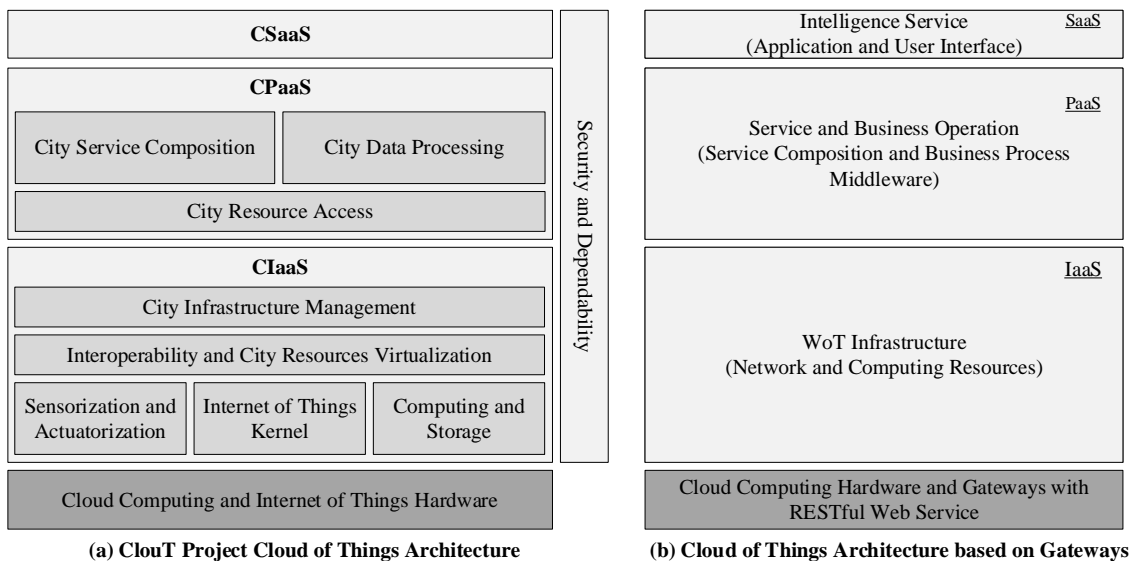 CSaaS
CPaaS
City Service Composition
City Data Processing
City Resource Access
CIaaS
City Infrastructure Management
Interoperability and City Resources Virtualization
Sensorization and
Actuatorization
Internet of Things
Kernel
Computing and
Storage
Cloud Computing and Internet of Things Hardware
Security and Dependability
(a) ClouT Project Cloud of Things Architecture
Intelligence Service
(Application and User Interface)
SaaS
PaaS
Service and Business Operation
(Service Composition and Business Process
Middleware)
IaaS
WoT Infrastructure
(Network and Computing Resources)
Cloud Computing Hardware and Gateways with
RESTful Web Service
(b) Cloud of Things Architecture based on Gateways